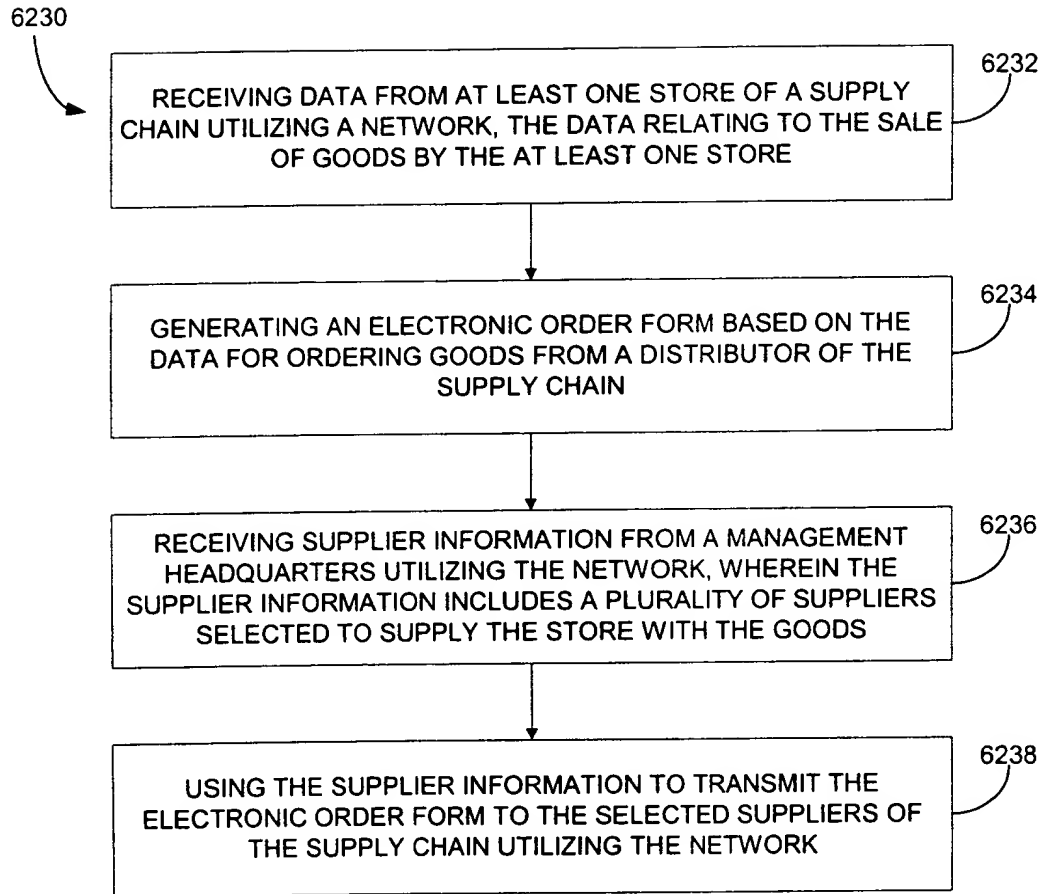 6230
6232
RECEIVING DATA FROM AT LEAST ONE STORE OF A SUPPLY
CHAIN UTILIZING A NETWORK, THE DATA RELATING TO THE SALE
OF GOODS BY THE AT LEAST ONE STORE
6234
GENERATING AN ELECTRONIC ORDER FORM BASED ON THE
DATA FOR ORDERING GOODS FROM A DISTRIBUTOR OF THE
SUPPLY CHAIN
6236
RECEIVING SUPPLIER INFORMATION FROM A MANAGEMENT
HEADQUARTERS UTILIZING THE NETWORK, WHEREIN THE
SUPPLIER INFORMATION INCLUDES A PLURALITY OF SUPPLIERS
SELECTED TO SUPPLY THE STORE WITH THE GOODS
6238
USING THE SUPPLIER INFORMATION TO TRANSMIT THE
ELECTRONIC ORDER FORM TO THE SELECTED SUPPLIERS OF
THE SUPPLY CHAIN UTILIZING THE NETWORK